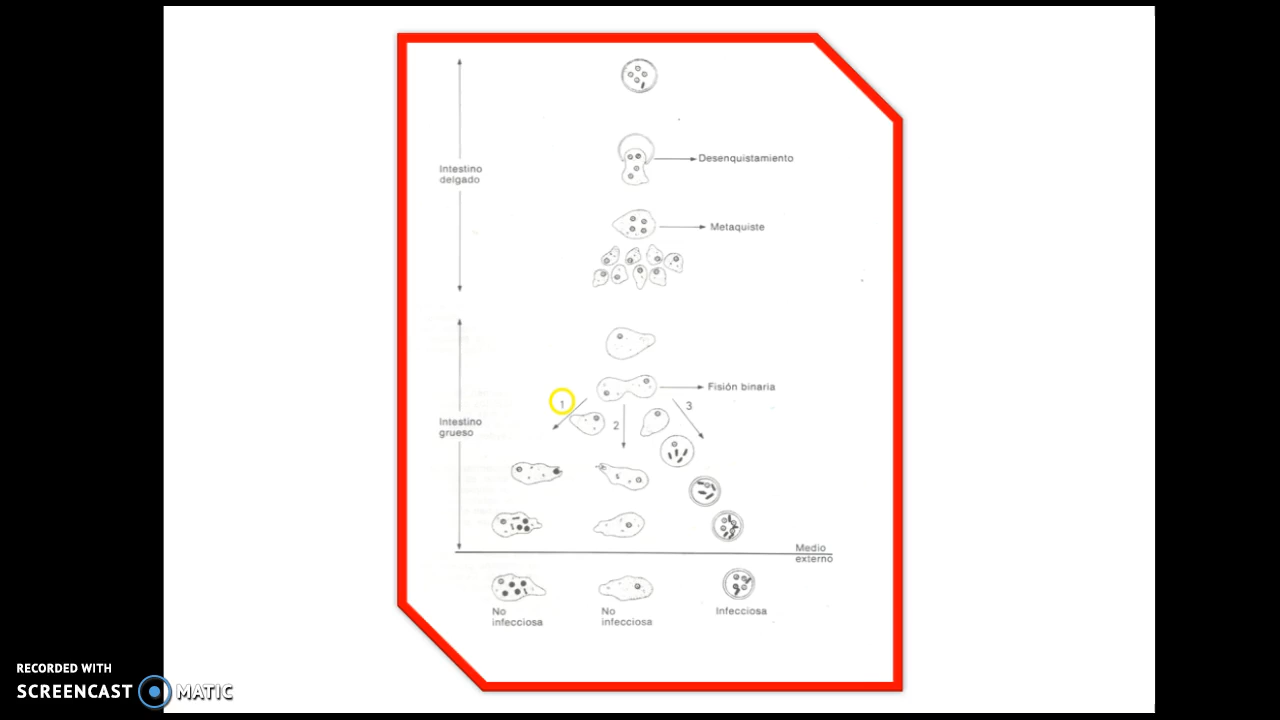 Intestino
delgado
Desenquistamiento
Metaquiste
Intestino
grueso
Fisión binaria
1
2
3
Medio
externo
No
infecciosa
No
infecciosa
Infecciosa
RECORDED WITH
SCREENCAST MATIC